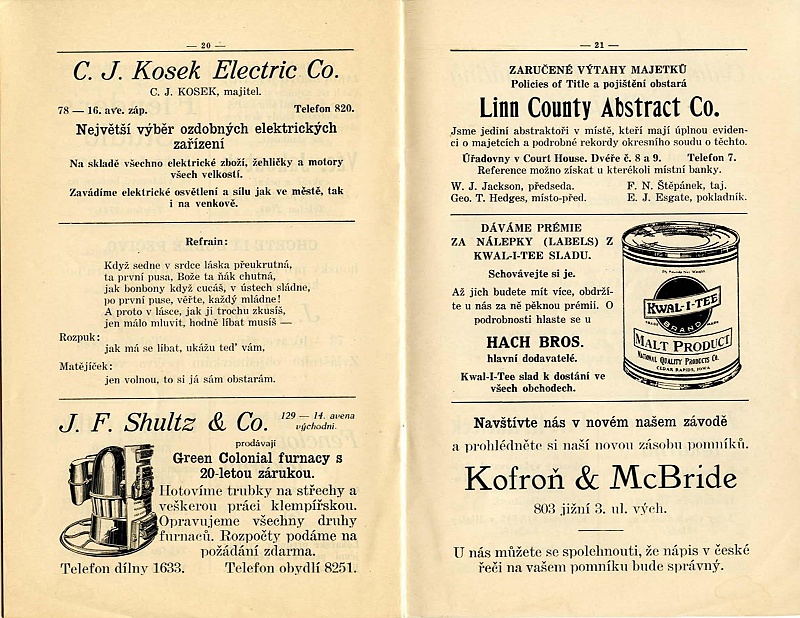 — 20 —
C. J. Kosek Electric Co.
C. J. KOSEK, majitel.
78 — 16. ave. záp. Telefon 820.
Největší výběr ozdobných elektrických
zařízení
Na skladě všechno elektrické zboží, žehličky a motory
všech velkostí.
Zavádíme elektrické osvětlení a sílu jak ve městě, tak
i na venkově.
Refrain:
Když sedne v srdce láska přeukrutná,
ta první pusa, Bože ta ňák chutná,
jak bonbony když cucáš, v ústech sládne,
po první puse, věřte, každý mládne!
A proto v lásce, jak ji trochu zkusíš,
jen málo mluvit, hodně líbat musíš —
Rozpuk:
jak má se líbat, ukážu teď vám,
Matějíček:
jen volnou, to si já sám obstarám.
J. F. Shultz & Co.
129 — 14. avena
východní.
prodávají
Green Colonial furnacy s
20-letou zárukou.
Hotovíme trubky na střechy a
veškerou práci klempířskou.
Opravujeme všechny druhy
furnaců. Rozpočty podáme na
požádání zdarma.
Telefon dílny 1633. Telefon obydlí 8251.
— 21 —
ZARUČENÉ VÝTAHY MAJETKŮ
Policies of Title a pojištění obstará
Linn County Abstract Co.
Jsme jediní abstraktoři v místě, kteří mají úplnou eviden-
ci o majetcích a podrobné rekordy okresního soudu o těchto.
Úřadovny v Court House. Dvéře č. 8 a 9. Telefon 7.
Reference možno získat u kterékoli místní banky.
W. J. Jackson, předseda. F. N. Štěpánek, taj.
Geo. T. Hedges, místo-před. E. J. Esgate, pokladník.
DÁVÁME PRÉMIE
ZA NÁLEPKY (LABELS) Z
KWAL-I-TEE SLADU.
Schovávejte si je.
Až jich budete mít více, obdrží-
te u nás za ně pěknou prémii. O
podrobnosti hlaste se u
HACH BROS.
hlavní dodavatelé.
Kwal-I-Tee slad k dostání ve
všech obchodech.
KWAL-I-TEE
TRADE MARK
BRAND
MALT PRODUCT
NATIONAL QUALITY PRODUCTS CO.
CEDAR RAPIDS, IOWA
Navštívte nás v novém našem závodě
a prohlédněte si naší novou zásobu pomníků.
Kofroň & McBride
803 jižní 3. ul. vých.
U nás můžete se spolehnouti, že nápis v české
řeči na vašem pomníku bude správný.